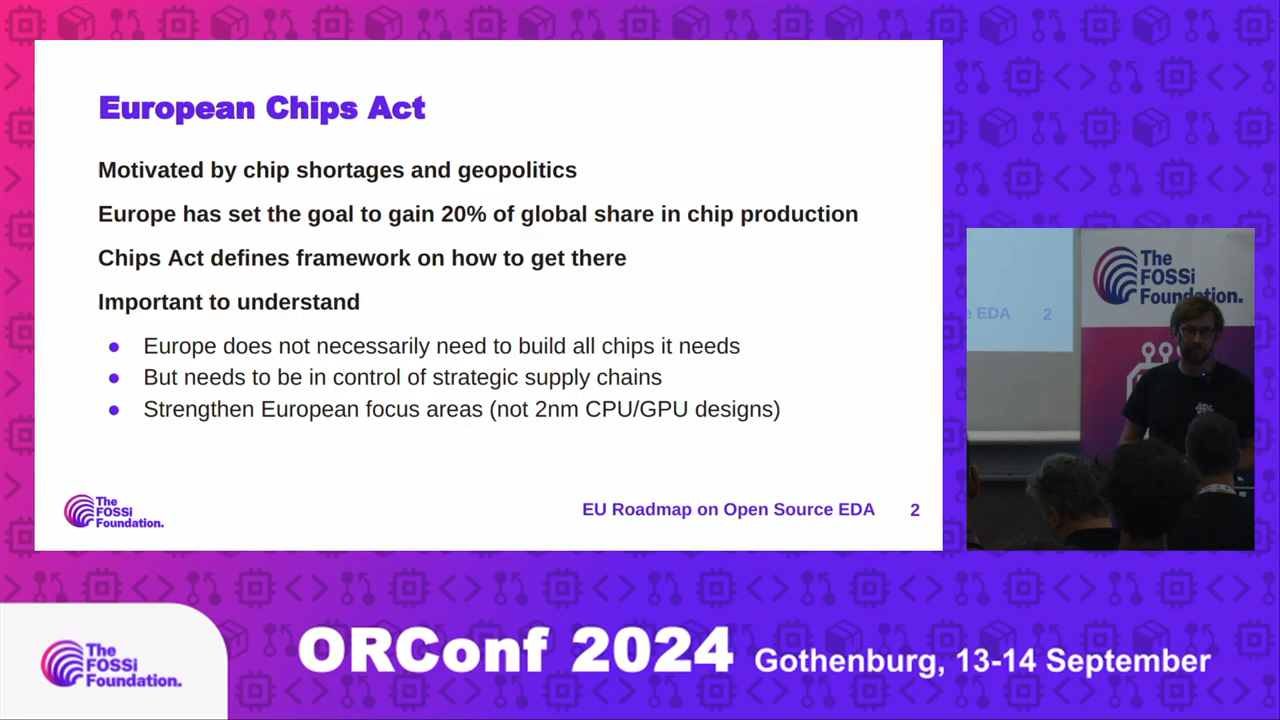 European Chips Act
Motivated by chip shortages and geopolitics
Europe has set the goal to gain 20% of global share in chip production
Chips Act defines framework on how to get there
Important to understand
● Europe does not necessarily need to build all chips it needs
● But needs to be in control of strategic supply chains
● Strengthen European focus areas (not 2nm CPU/GPU designs)
The
FOSSi
Foundation.
EU Roadmap on Open Source EDA 2
The
FOSSi
Foundation.
e EDA 2
The
FOSSi
Foundation.
ORConf 2024 Gothenburg, 13-14 September